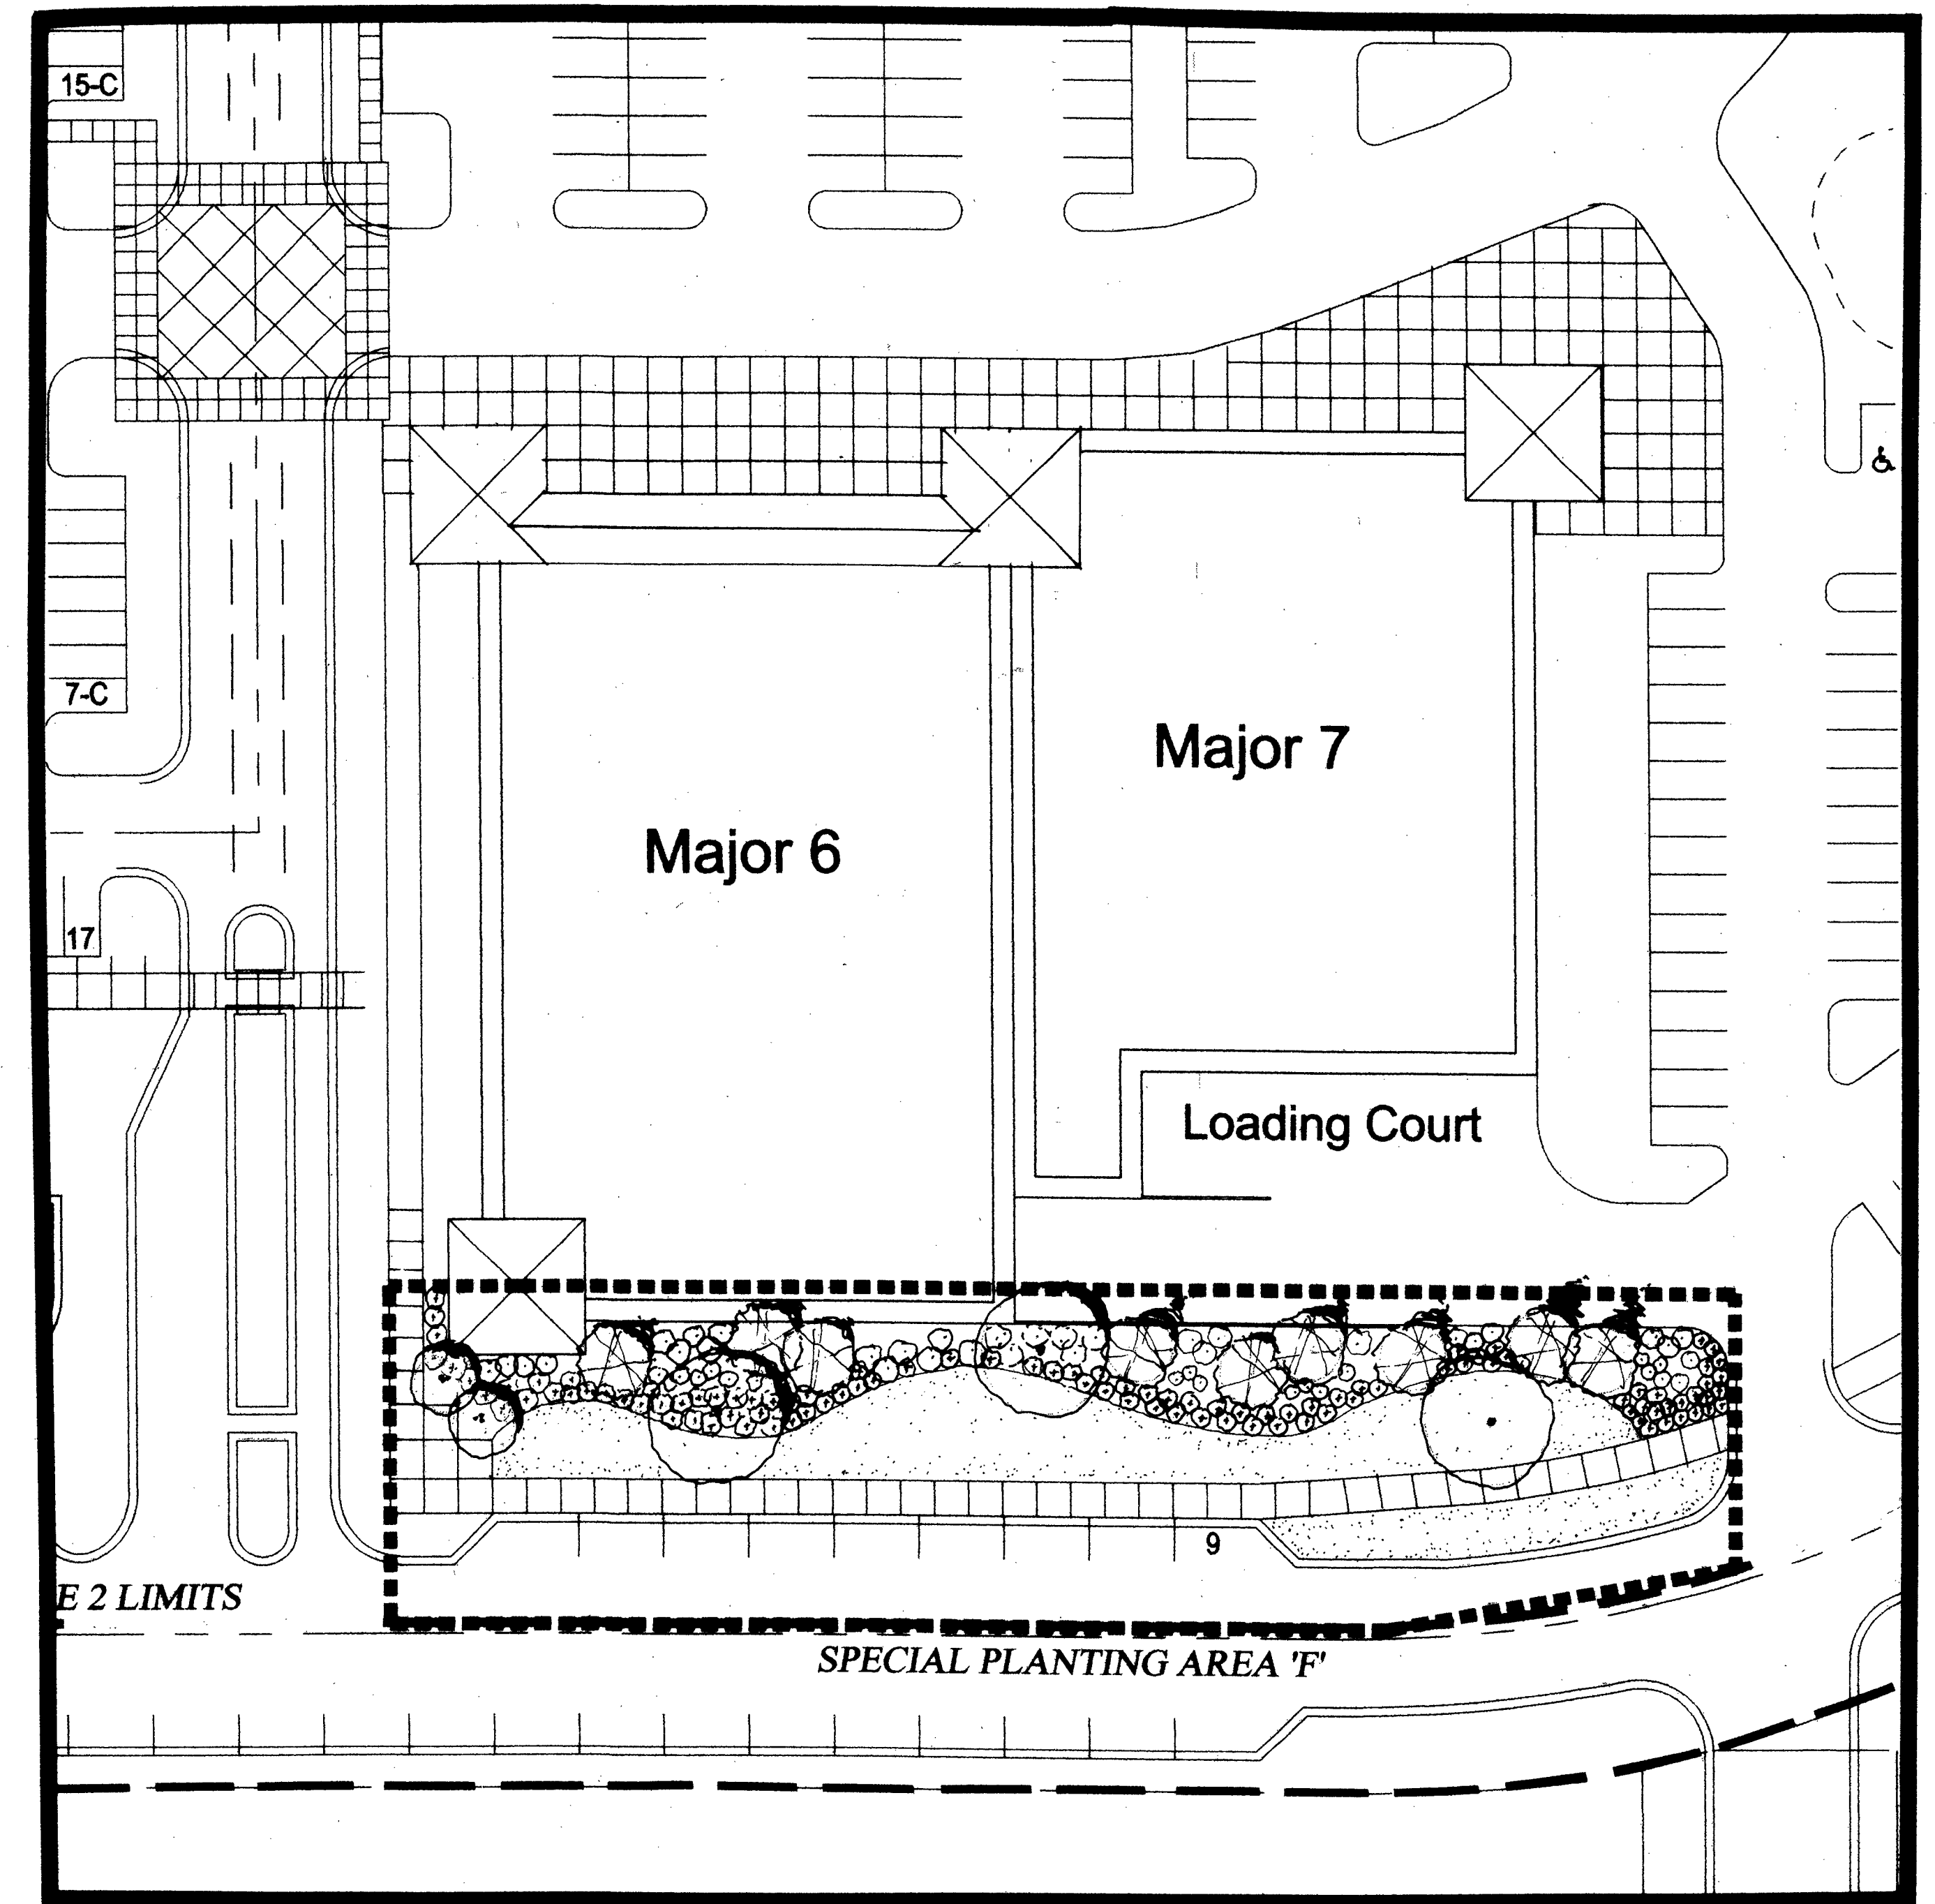 15-C
7-C
Major 7
Major 6
17
Loading Court
9
E 2 LIMITS
SPECIAL PLANTING AREA 'F'